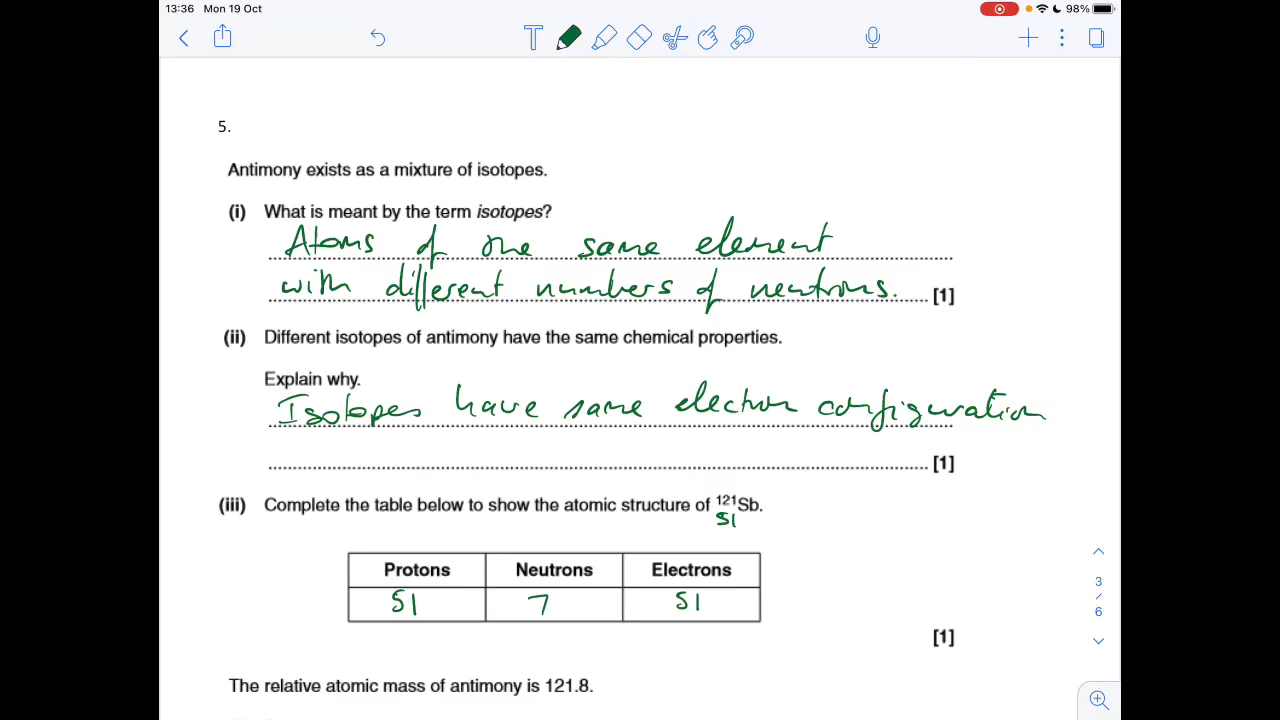 13:36 Mon 19 Oct 98%
T
5.
Antimony exists as a mixture of isotopes.
(i) What is meant by the term isotopes?
Atoms of the same element
with different numbers of neutrons. [1]
(ii) Different isotopes of antimony have the same chemical properties.
Explain why.
Isotopes have same electron configuration
[1]
(iii) Complete the table below to show the atomic structure of ¹²¹Sb.
51
Protons Neutrons Electrons
51 7 51
[1]
3
/
6
The relative atomic mass of antimony is 121.8.